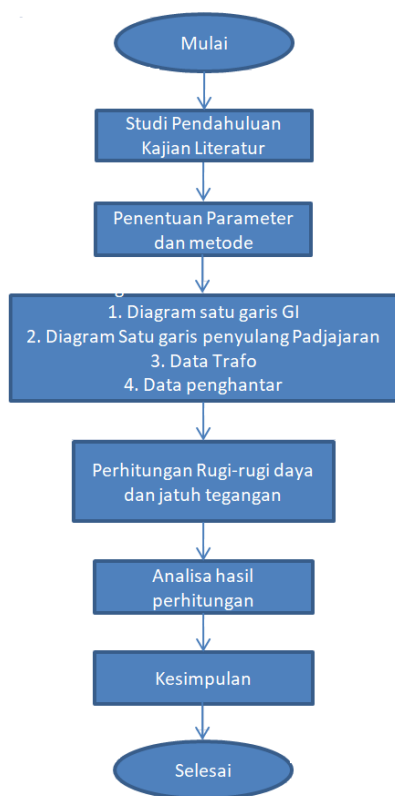 Mulai
Studi Pendahuluan
Kajian Literatur
Penentuan Parameter
dan metode
1. Diagram satu garis GI
2. Diagram Satu garis penyulang Padjajaran
3. Data Trafo
4. Data penghantar
Perhitungan Rugi-rugi daya
dan jatuh tegangan
Analisa hasil
perhitungan
Kesimpulan
Selesai